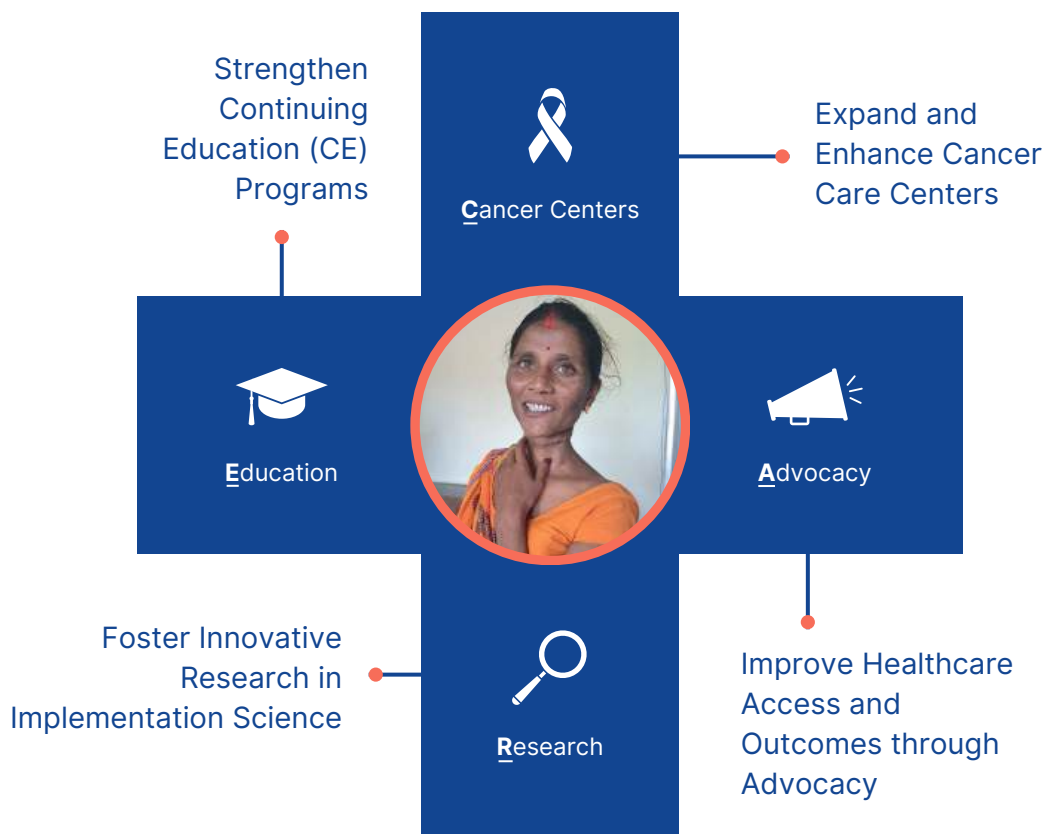 Strengthen
Continuing
Education (CE)
Programs
Cancer Centers
Expand and
Enhance Cancer
Care Centers
Education
Advocacy
Foster Innovative
Research in
Implementation Science
Research
Improve Healthcare
Access and
Outcomes through
Advocacy